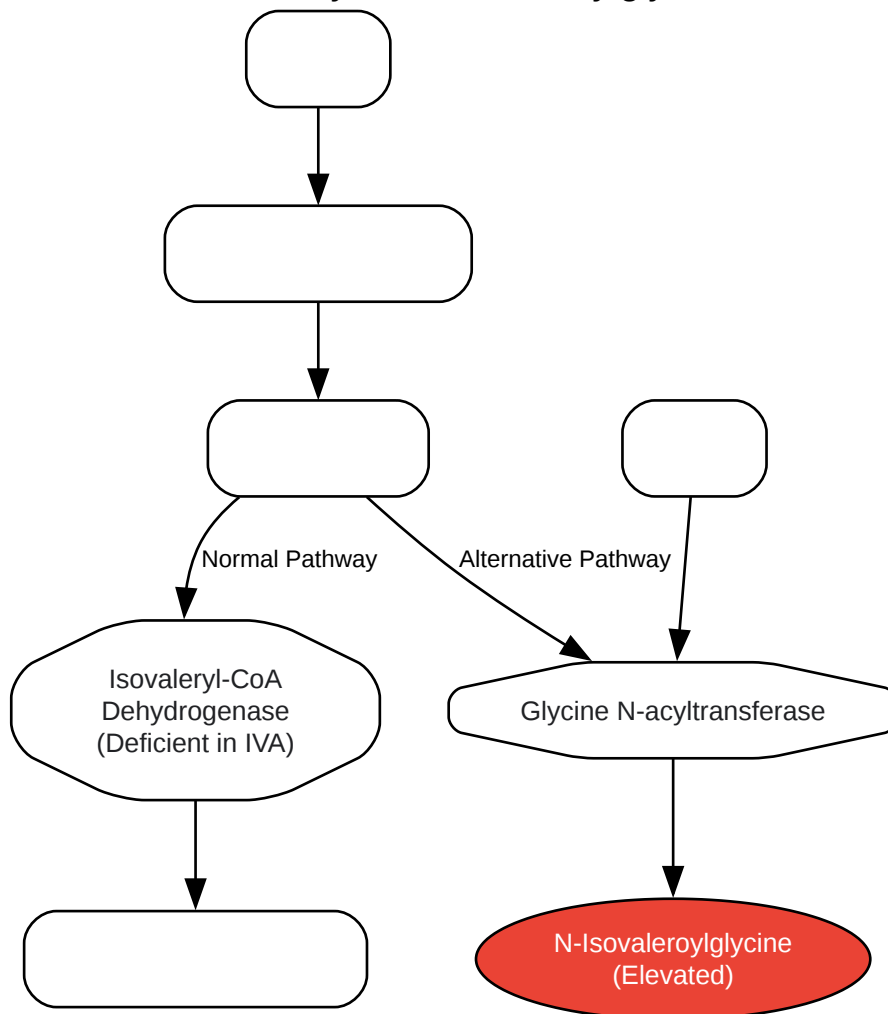 Normal Pathway
Alternative Pathway
Isovaleryl-CoA
Dehydrogenase
(Deficient in IVA)
Glycine N-acyltransferase
N-Isovaleroylglycine
(Elevated)